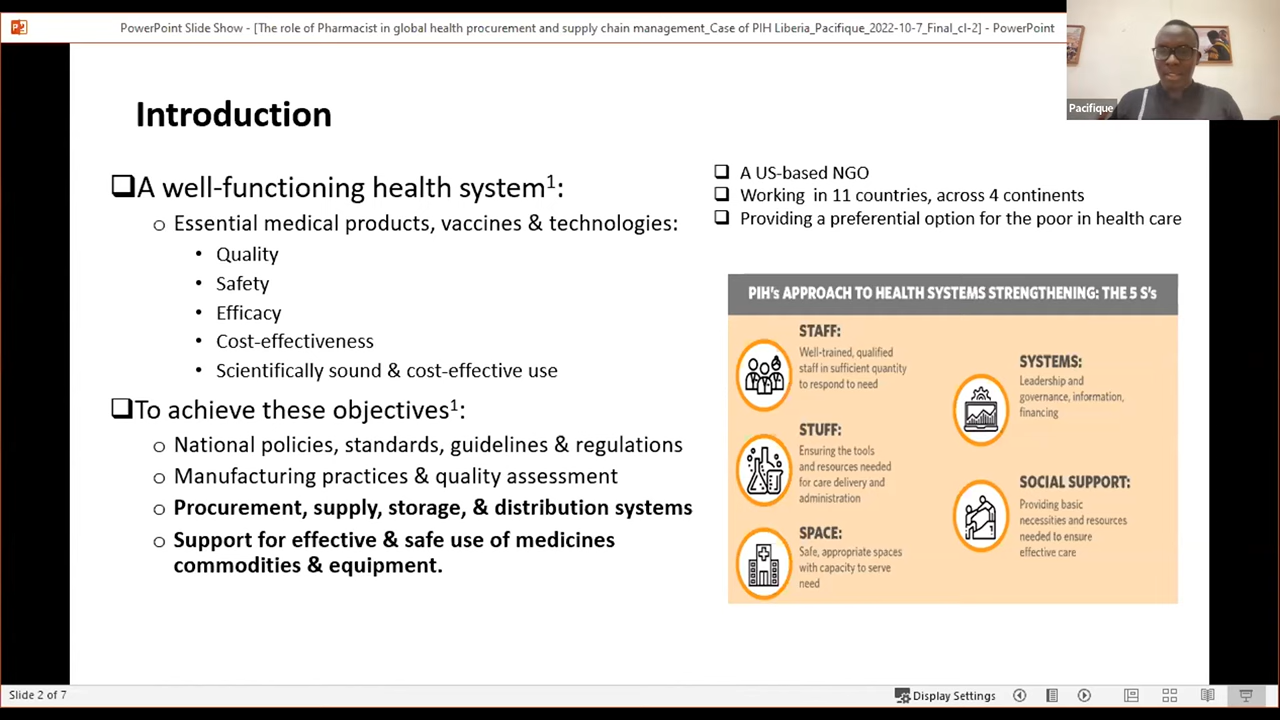 PowerPoint Slide Show - [The role of Pharmacist in global health procurement and supply chain management_Case of PIH Liberia_Pacifique_2022-10-7_Final_cl-2] - PowerPoint
Pacifique
Introduction
❑A well-functioning health system¹:
o Essential medical products, vaccines & technologies:
• Quality
• Safety
• Efficacy
• Cost-effectiveness
• Scientifically sound & cost-effective use
❑To achieve these objectives¹:
o National policies, standards, guidelines & regulations
o Manufacturing practices & quality assessment
o Procurement, supply, storage, & distribution systems
o Support for effective & safe use of medicines
commodities & equipment.
❑ A US-based NGO
❑ Working in 11 countries, across 4 continents
❑ Providing a preferential option for the poor in health care
PIH's APPROACH TO HEALTH SYSTEMS STRENGTHENING: THE 5 S's
STAFF:
Well-trained, qualified
staff in sufficient quantity
to respond to need
STUFF:
Ensuring the tools
and resources needed
for care delivery and
administration
SPACE:
Safe, appropriate spaces
with capacity to serve
need
SYSTEMS:
Leadership and
governance, information,
financing
SOCIAL SUPPORT:
Providing basic
necessities and resources
needed to ensure
effective care
Slide 2 of 7
Display Settings